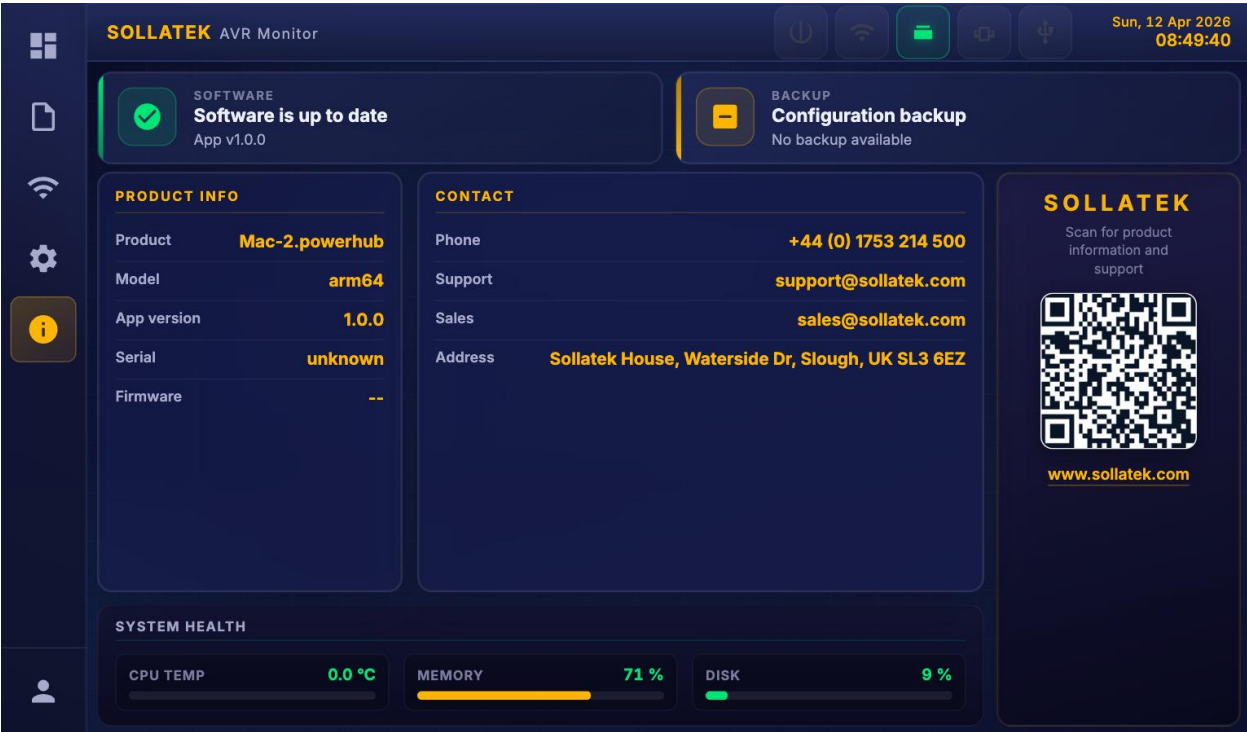 SOLLATEK AVR Monitor
Sun, 12 Apr 2026
08:49:40
SOFTWARE
Software is up to date
App v1.0.0
BACKUP
Configuration backup
No backup available
PRODUCT INFO
Product Mac-2.powerhub
Model arm64
App version 1.0.0
Serial unknown
Firmware --
CONTACT
Phone +44 (0) 1753 214 500
Support support@sollatek.com
Sales sales@sollatek.com
Address Sollatek House, Waterside Dr, Slough, UK SL3 6EZ
SOLLATEK
Scan for product
information and
support
www.sollatek.com
SYSTEM HEALTH
CPU TEMP 0.0 °C
MEMORY 71 %
DISK 9 %